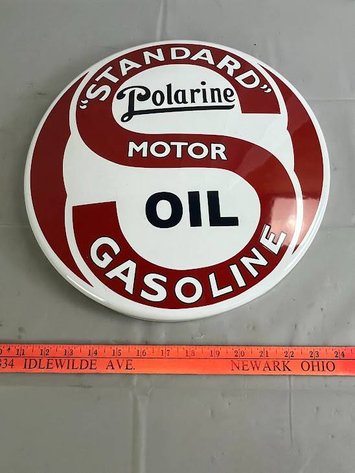 "STANDARD"
Polarine
MOTOR
OIL
GASOLINE
11 12 13 14 15 16 17 18 19 20 21 22 23 24
334 IDLEWILDE AVE. NEWARK OHIO